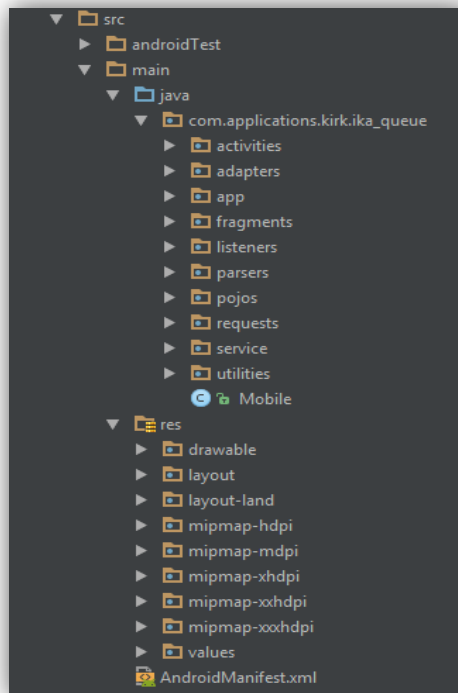 src
androidTest
main
java
com.applications.kirk.ika_queue
activities
adapters
app
fragments
listeners
parsers
pojos
requests
service
utilities
C Mobile
res
drawable
layout
layout-land
mipmap-hdpi
mipmap-mdpi
mipmap-xhdpi
mipmap-xxhdpi
mipmap-xxxhdpi
values
AndroidManifest.xml